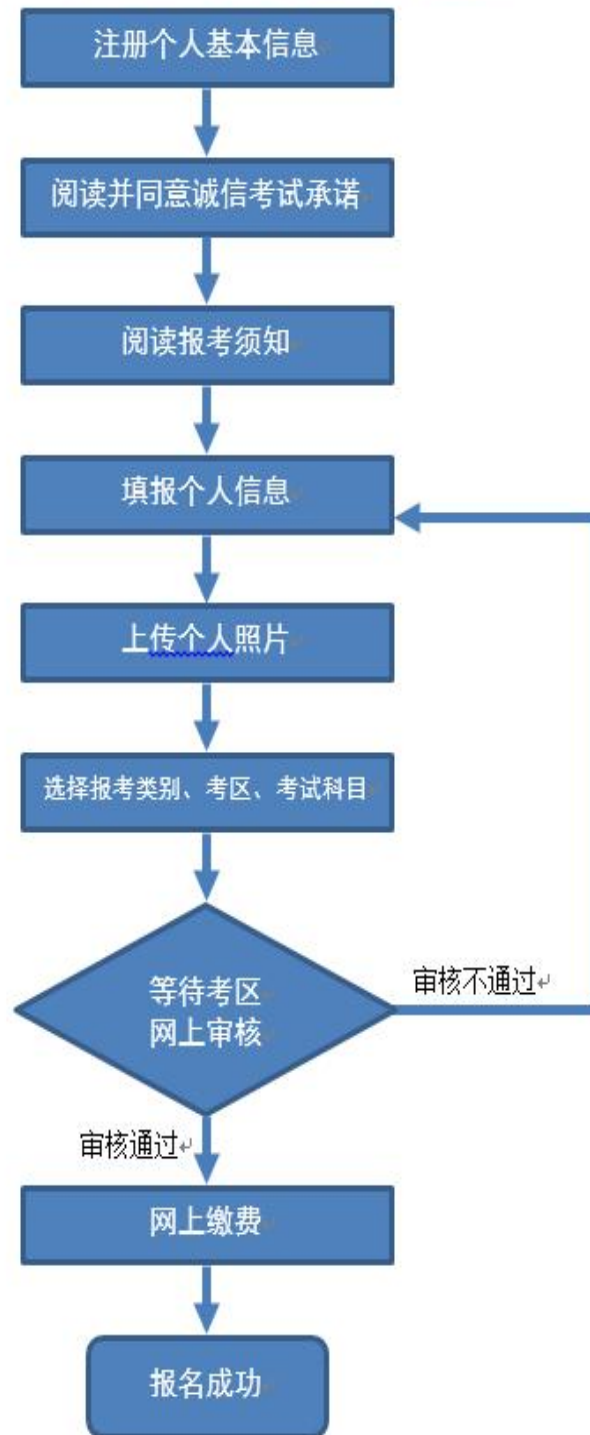 注册个人基本信息
阅读并同意诚信考试承诺
阅读报考须知
填报个人信息
上传个人照片
选择报考类别、考区、考试科目
等待考区
网上审核
审核不通过
审核通过
网上缴费
报名成功